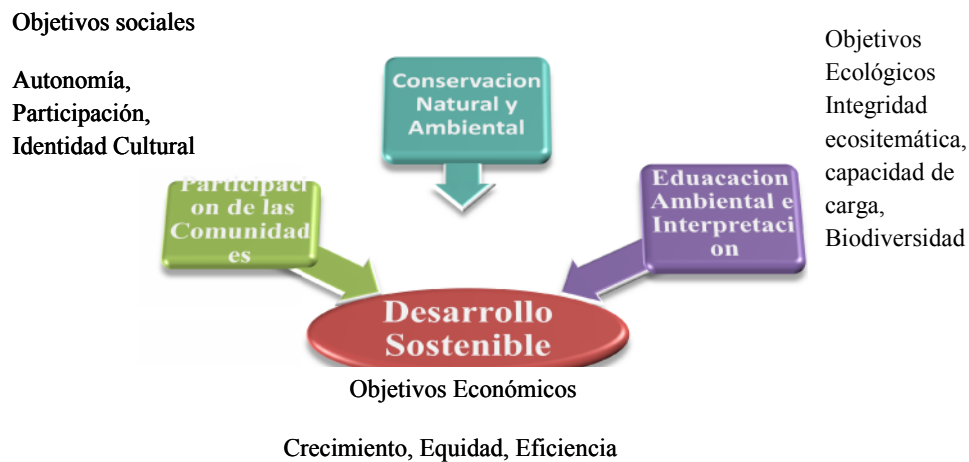 Objetivos sociales
Autonomía,
Participación,
Identidad Cultural
Conservacion
Natural y
Ambiental
Objetivos
Ecológicos
Integridad
ecositemática,
capacidad de
carga,
Biodiversidad
Participaci
on de las
Comunidad
es
Eduacacion
Ambiental e
Interpretaci
on
Desarrollo
Sostenible
Objetivos Económicos
Crecimiento, Equidad, Eficiencia